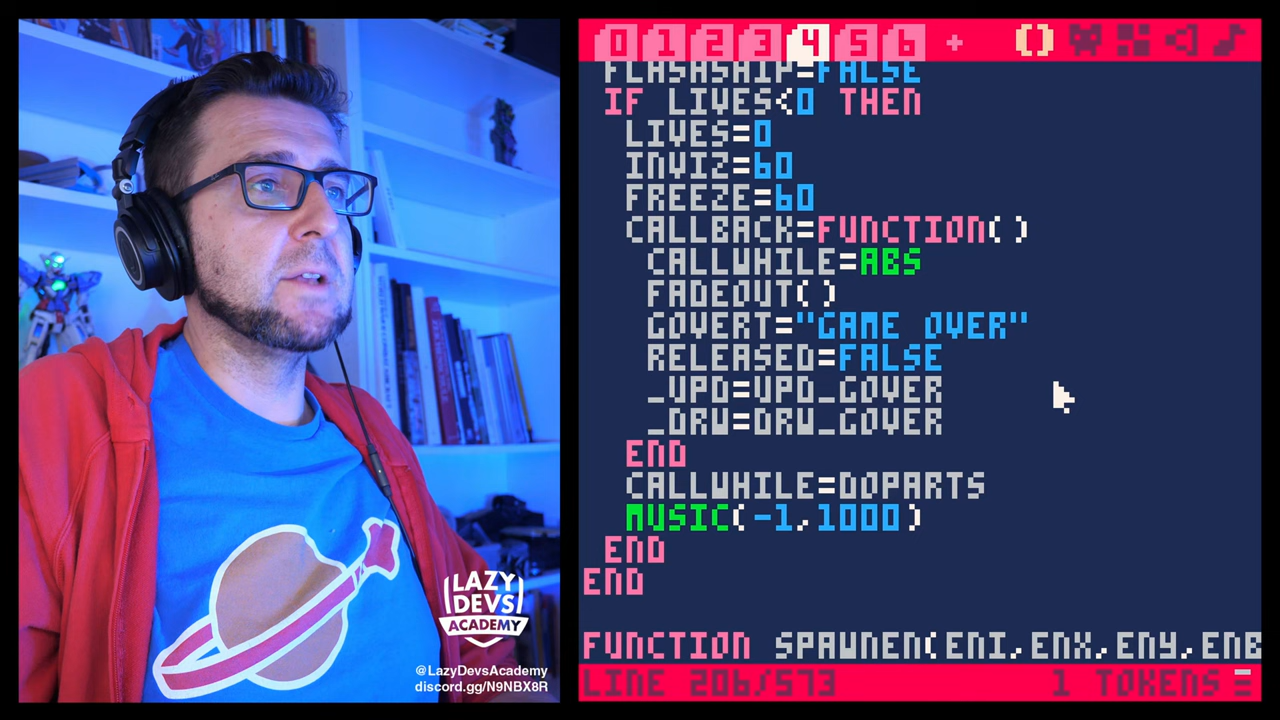 0 1 2 3 4 5 6 + ()
FLASHSHIP=FALSE
IF LIVES<0 THEN
LIVES=0
INVIZ=60
FREEZE=60
CALLBACK=FUNCTION()
CALLWHILE=ABS
FADEOUT()
GOVERT="GAME OVER"
RELEASED=FALSE
_UPD=UPD_GOVER
_DRW=DRW_GOVER
END
CALLWHILE=DOPARTS
MUSIC(-1,1000)
END
END
FUNCTION SPAWNEN(ENI,ENX,ENY,ENB
LINE 206/573 1 TOKENS
LAZY
DEVS
ACADEMY
@LazyDevsAcademy
discord.gg/N9NBX8R